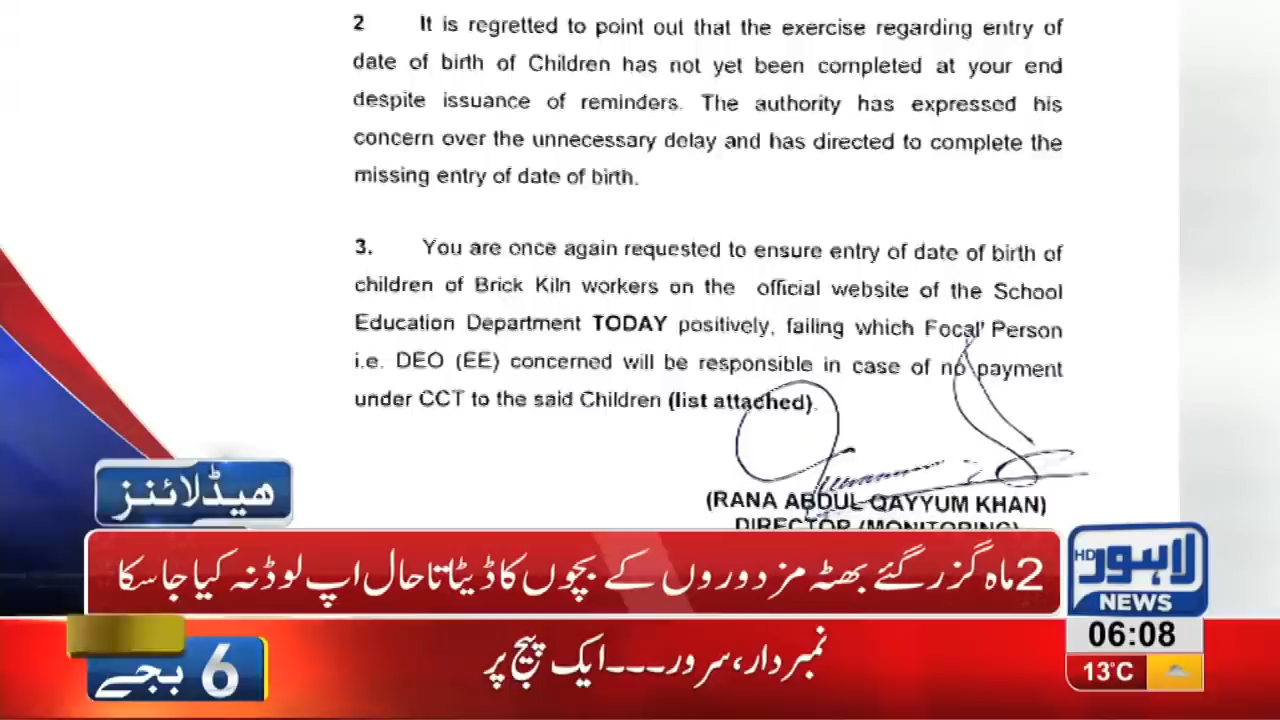 2 It is regretted to point out that the exercise regarding entry of
date of birth of Children has not yet been completed at your end
despite issuance of reminders. The authority has expressed his
concern over the unnecessary delay and has directed to complete the
missing entry of date of birth.
3. You are once again requested to ensure entry of date of birth of
children of Brick Kiln workers on the official website of the School
Education Department TODAY positively, failing which Focal Person
i.e. DEO (EE) concerned will be responsible in case of no payment
under CCT to the said Children (list attached).
(RANA ABDUL QAYYUM KHAN)
DIRECTOR (MONITORING)
ہیڈلائنز
2 ماہ گزر گئے بھٹہ مزدوروں کے بچوں کا ڈیٹا تاحال اپ لوڈ نہ کیا جاسکا
لاہور HD
NEWS
06:08
13°C
6 بجے
نمبردار، سرور۔۔۔ایک پیج پر